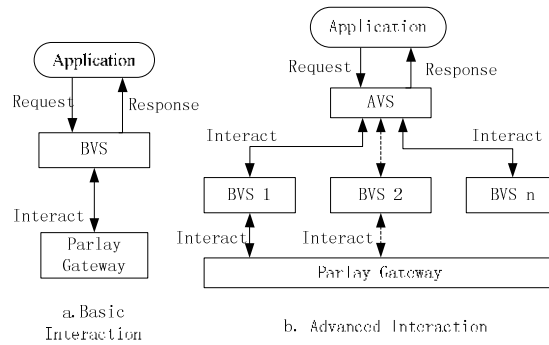 Application
Request
Response
BVS
Interact
Parlay
Gateway
a.Basic
Interaction
Application
Request
Response
AVS
Interact
Interact
BVS 1
BVS 2
BVS n
Interact
Interact
Parlay Gateway
b. Advanced Interaction